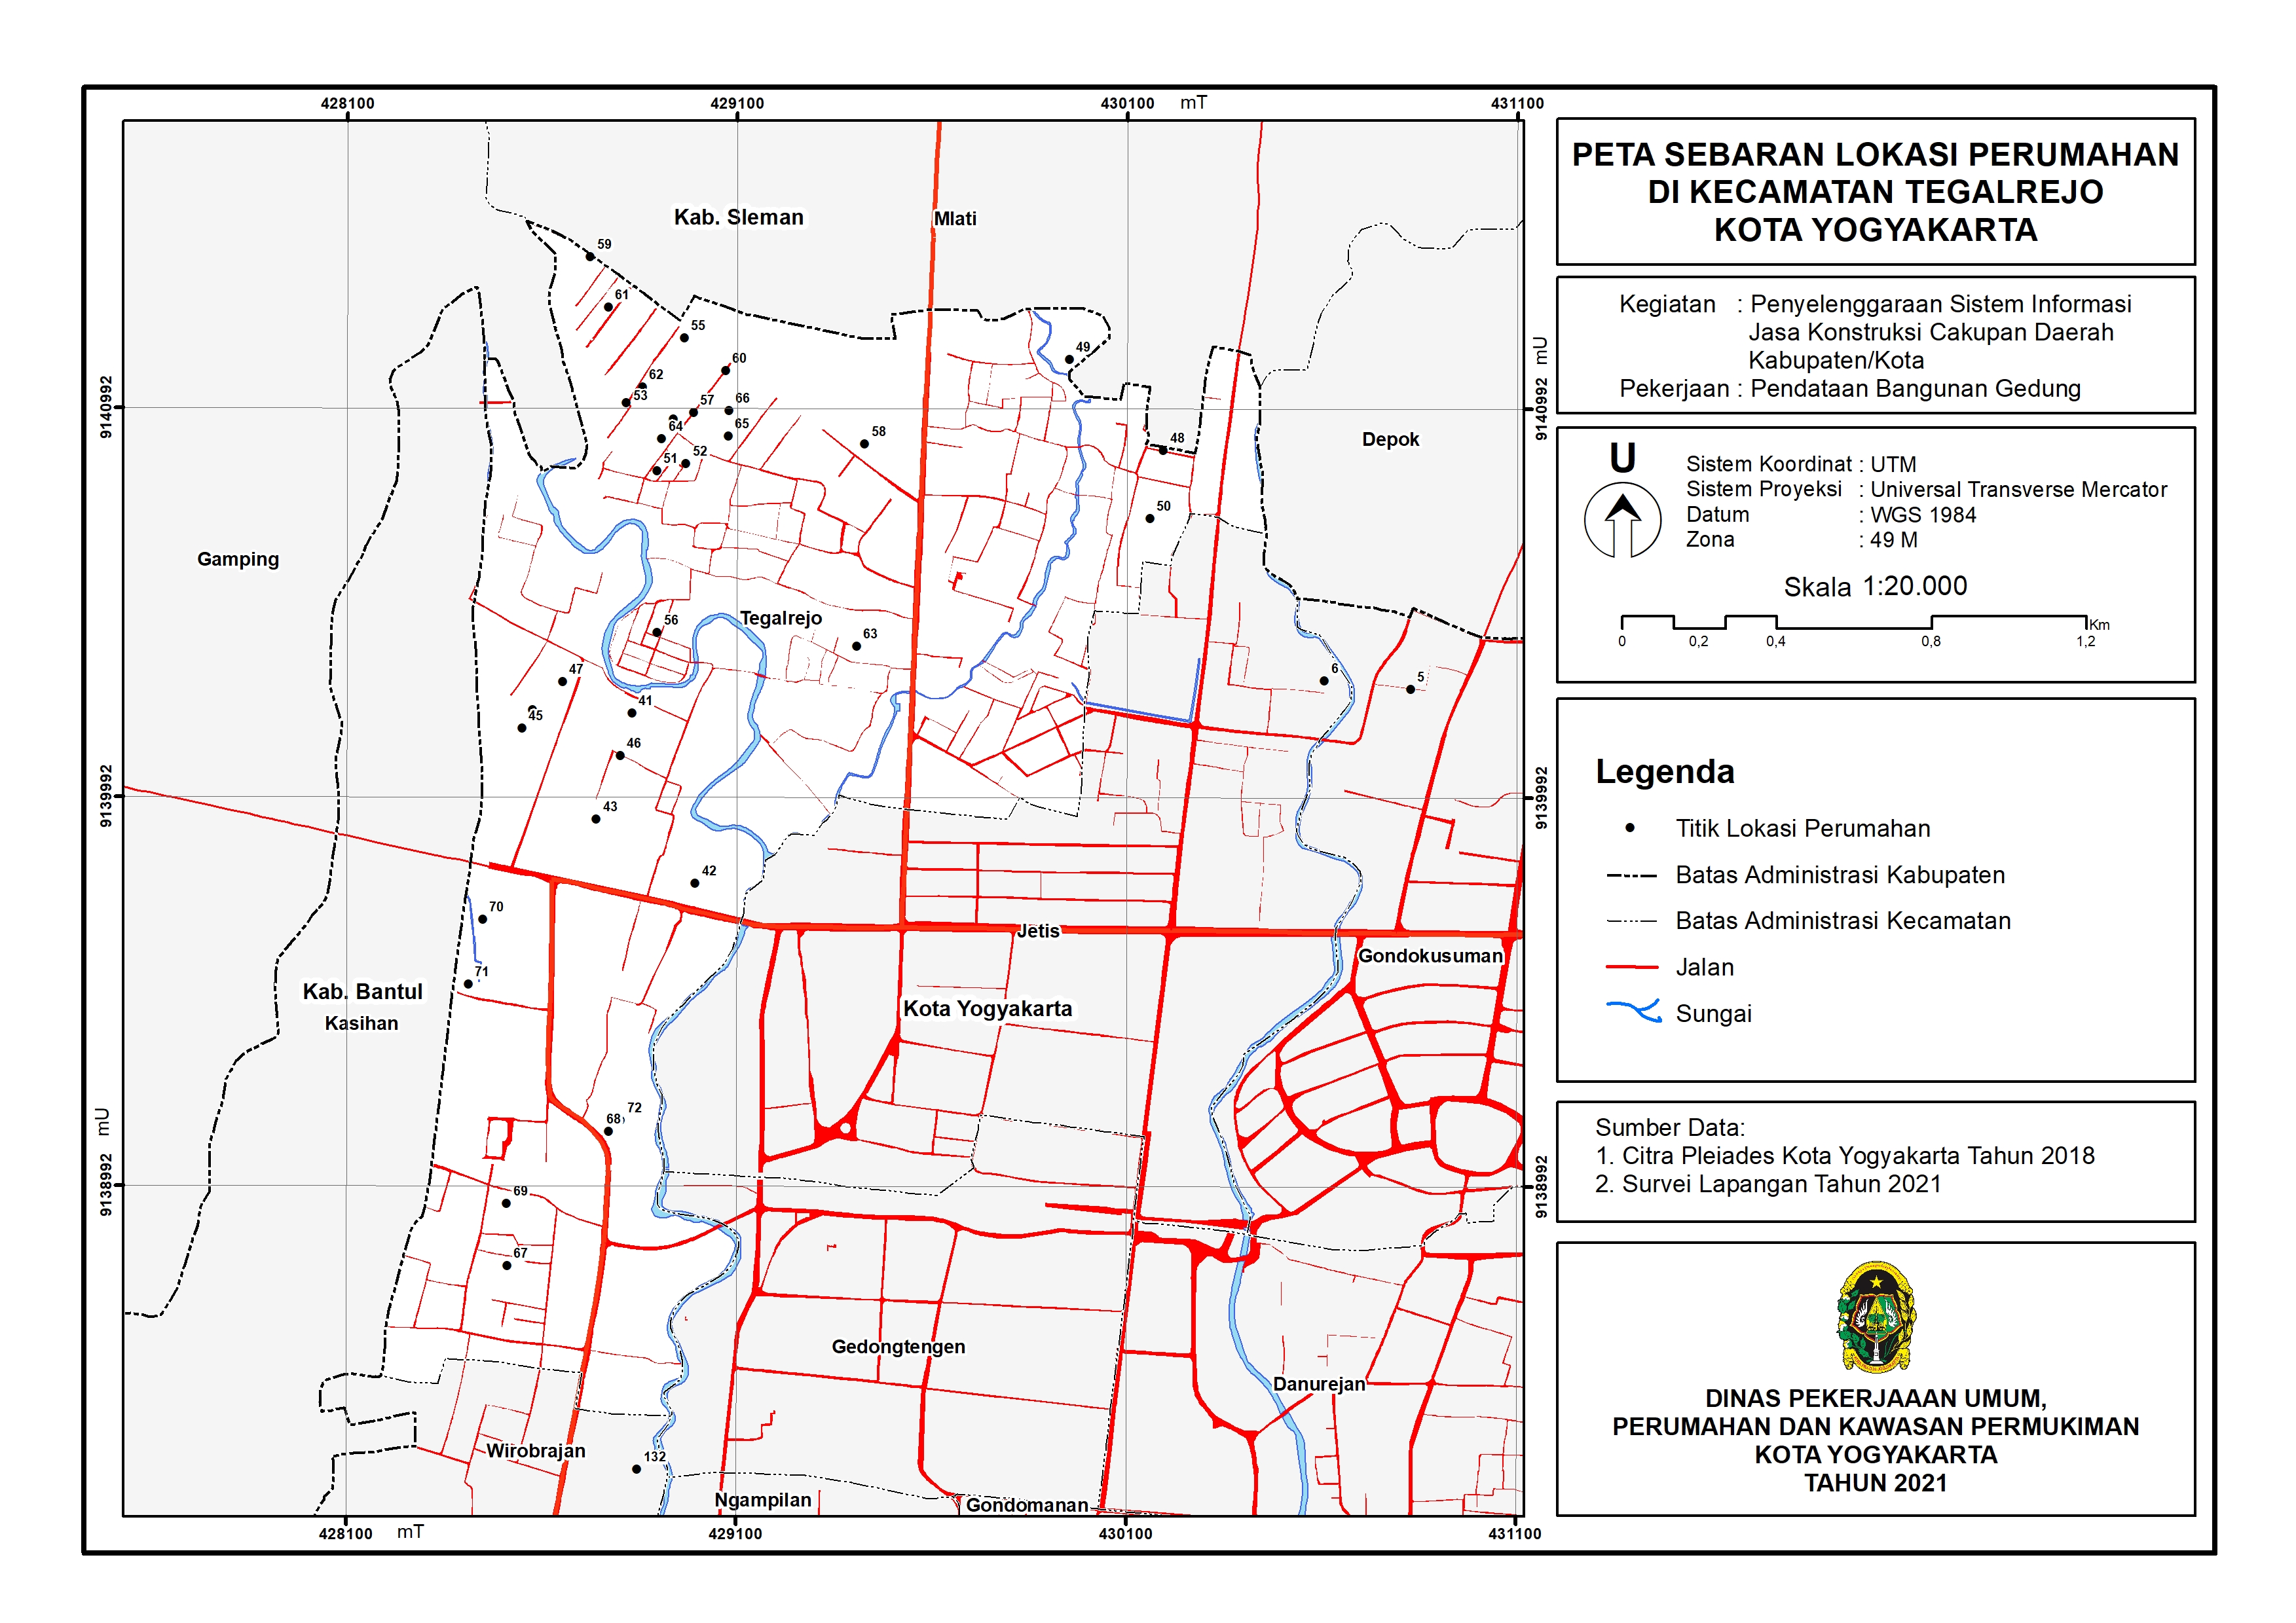 428100
429100
430100
mT
431100
9140992
9139992
mU
9138992
mU
9140992
9139992
9138992
428100
mT
429100
430100
431100
Kab. Sleman
Mlati
59
61
55
49
60
62
53
57
66
65
64
58
52
51
48
Depok
50
Gamping
Tegalrejo
56
63
47
6
5
41
45
46
43
42
70
Jetis
Gondokusuman
71
Kab. Bantul
Kasihan
Kota Yogyakarta
72
68
69
67
Gedongtengen
Danurejan
Wirobrajan
132
Ngampilan
Gondomanan
PETA SEBARAN LOKASI PERUMAHAN
DI KECAMATAN TEGALREJO
KOTA YOGYAKARTA
Kegiatan : Penyelenggaraan Sistem Informasi
Jasa Konstruksi Cakupan Daerah
Kabupaten/Kota
Pekerjaan : Pendataan Bangunan Gedung
U
Sistem Koordinat : UTM
Sistem Proyeksi : Universal Transverse Mercator
Datum : WGS 1984
Zona : 49 M
Skala 1:20.000
Km
0 0,2 0,4 0,8 1,2
Legenda
Titik Lokasi Perumahan
Batas Administrasi Kabupaten
Batas Administrasi Kecamatan
Jalan
Sungai
Sumber Data:
1. Citra Pleiades Kota Yogyakarta Tahun 2018
2. Survei Lapangan Tahun 2021
DINAS PEKERJAAAN UMUM,
PERUMAHAN DAN KAWASAN PERMUKIMAN
KOTA YOGYAKARTA
TAHUN 2021